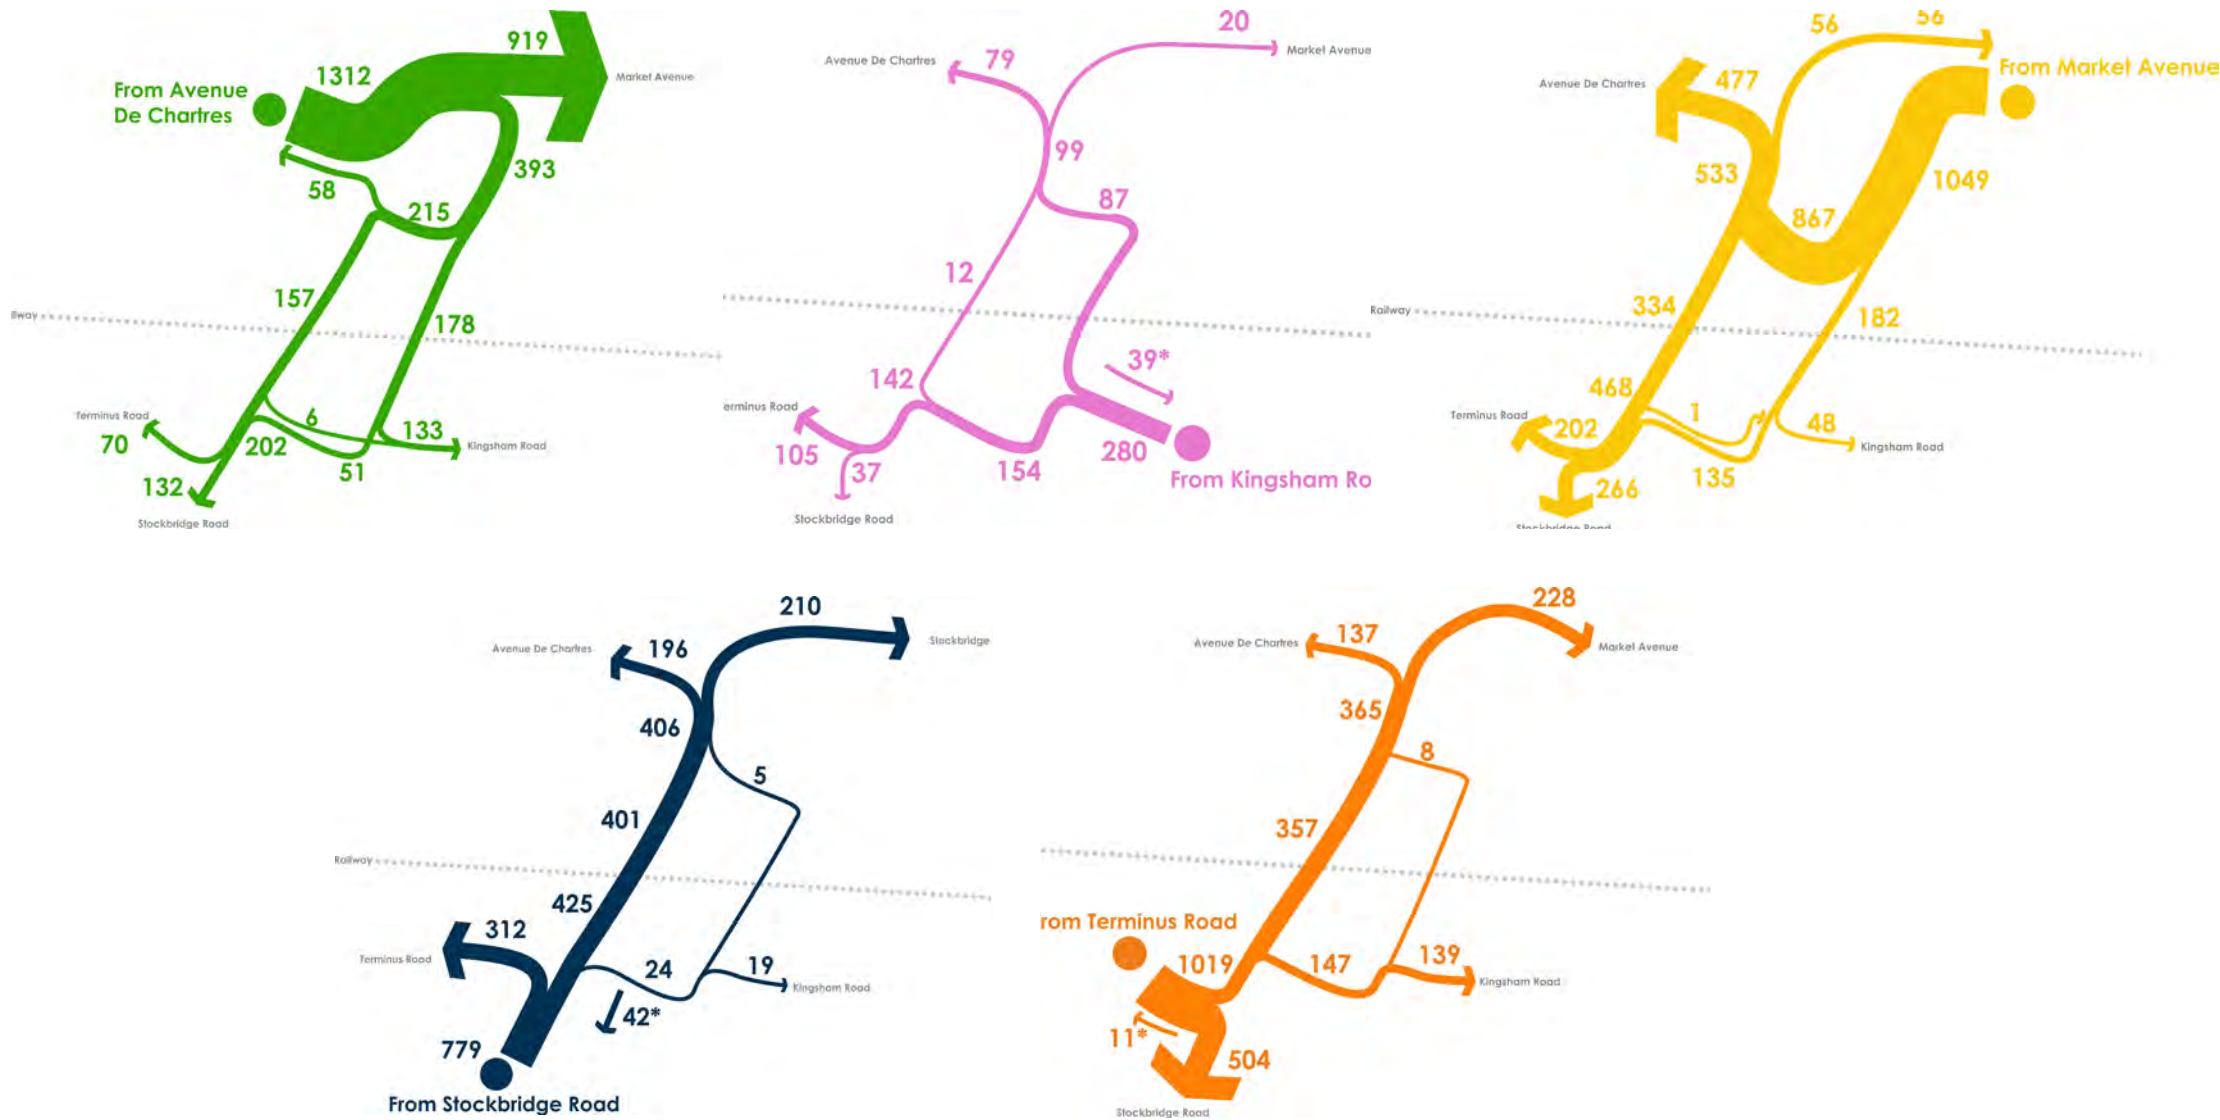 919
1312
Market Avenue
From Avenue
De Chartres
393
58
215
157
178
lway
Terminus Road
70
6
133
Kingsham Road
202
51
132
Stockbridge Road
20
Avenue De Chartres
79
Market Avenue
99
87
12
39*
142
erminus Road
105
37
154
280
From Kingsham Ro
Stockbridge Road
56
56
From Market Avenue
Avenue De Chartres
477
533
1049
867
334
Railway
182
468
Terminus Road
202
1
48
Kingsham Road
135
266
Stockbridge Road
210
Avenue De Chartres
196
Stockbridge
406
5
401
Railway
425
312
Terminus Road
24
19
Kingsham Road
42*
779
From Stockbridge Road
228
Avenue De Chartres
137
Market Avenue
365
8
357
rom Terminus Road
1019
147
139
Kingsham Road
11*
504
Stockbridge Road